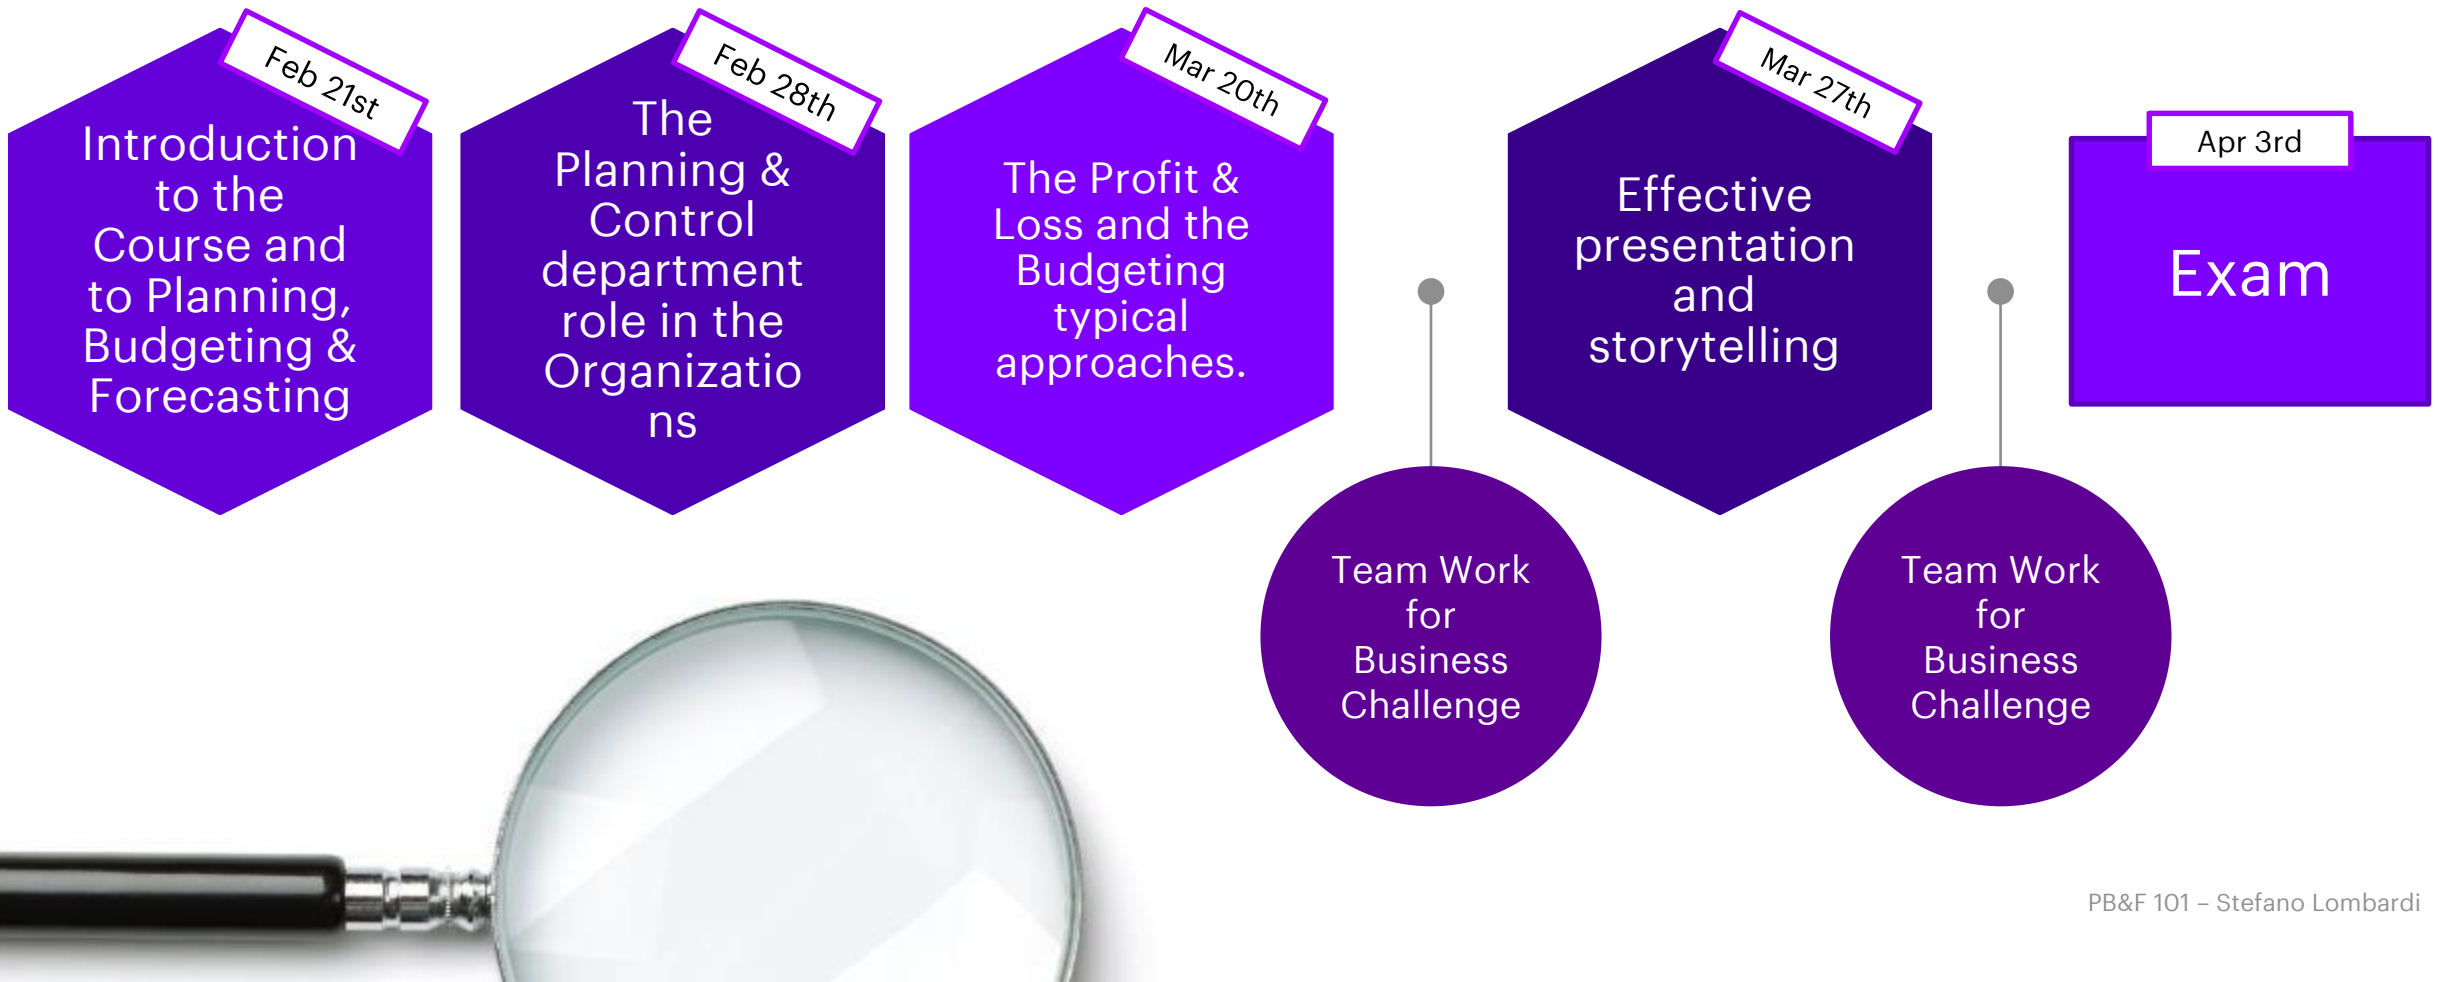 Feb 21st
Introduction
to the
Course and
to Planning,
Budgeting &
Forecasting
Feb 28th
The
Planning &
Control
department
role in the
Organizatio
ns
Mar 20th
The Profit &
Loss and the
Budgeting
typical
approaches.
Team Work
for
Business
Challenge
Mar 27th
Effective
presentation
and
storytelling
Team Work
for
Business
Challenge
Apr 3rd
Exam
PB&F 101 – Stefano Lombardi